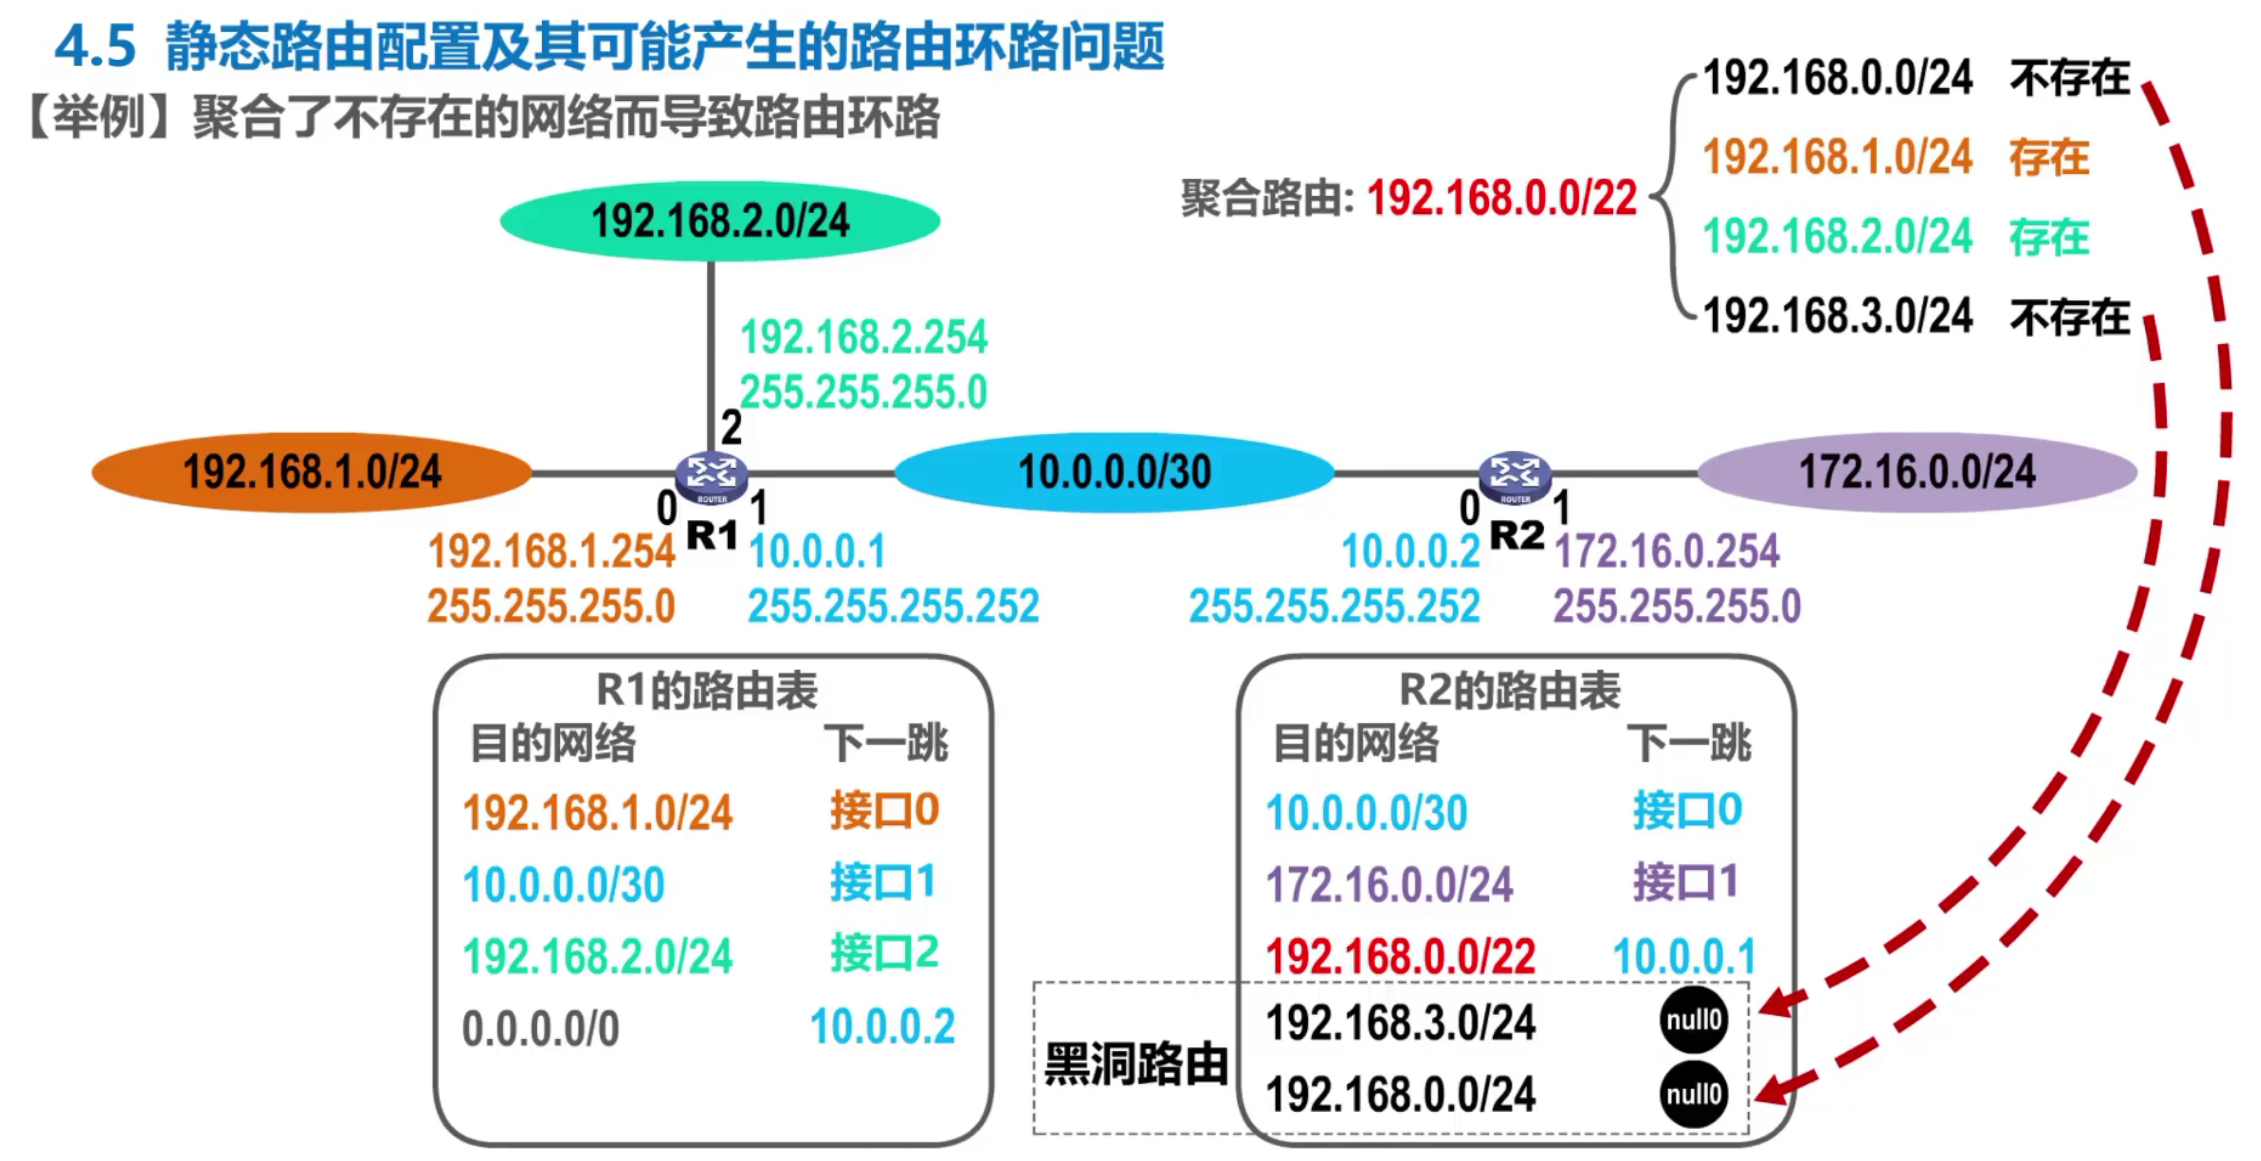 4.5 静态路由配置及其可能产生的路由环路问题
【举例】聚合了不存在的网络而导致路由环路
聚合路由: 192.168.0.0/22
192.168.0.0/24 不存在
192.168.1.0/24 存在
192.168.2.0/24 存在
192.168.3.0/24 不存在
192.168.2.0/24
192.168.2.254
255.255.255.0
2
192.168.1.0/24
ROUTER
10.0.0.0/30
ROUTER
172.16.0.0/24
0
R1
1
0
R2
1
192.168.1.254
255.255.255.0
10.0.0.1
255.255.255.252
10.0.0.2
255.255.255.252
172.16.0.254
255.255.255.0
R1的路由表
目的网络 下一跳
192.168.1.0/24 接口0
10.0.0.0/30 接口1
192.168.2.0/24 接口2
0.0.0.0/0 10.0.0.2
R2的路由表
目的网络 下一跳
10.0.0.0/30 接口0
172.16.0.0/24 接口1
192.168.0.0/22 10.0.0.1
黑洞路由
192.168.3.0/24 null0
192.168.0.0/24 null0